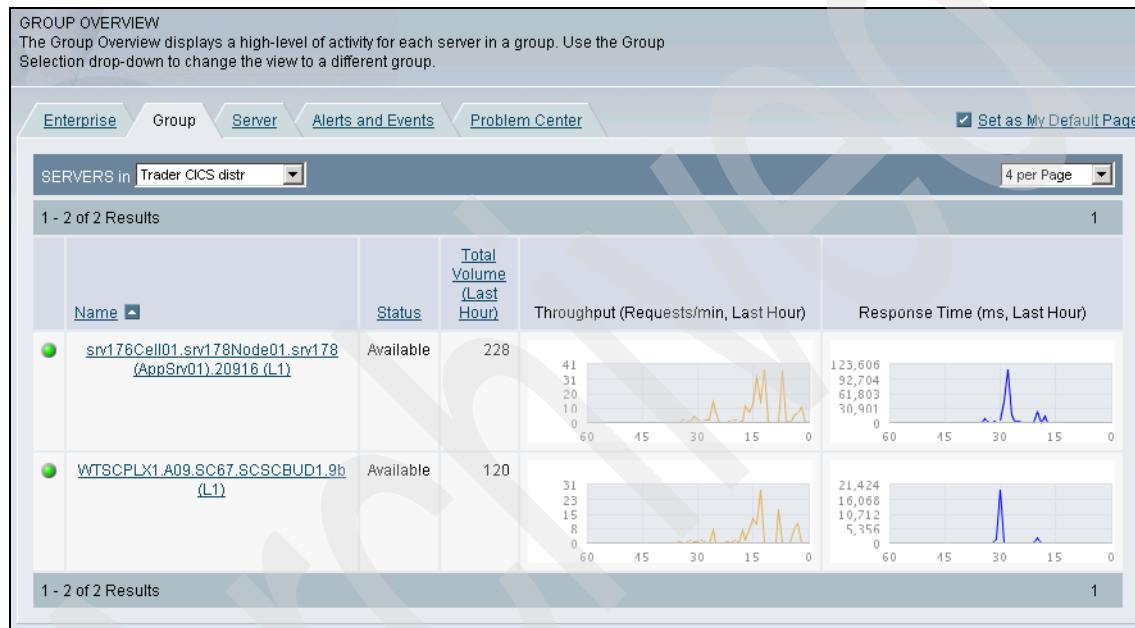 GROUP OVERVIEW
The Group Overview displays a high-level of activity for each server in a group. Use the Group
Selection drop-down to change the view to a different group.
Enterprise Group Server Alerts and Events Problem Center Set as My Default Page
SERVERS in Trader CICS distr 4 per Page
1 - 2 of 2 Results 1
Name Status Total Volume (Last Hour) Throughput (Requests/min, Last Hour) Response Time (ms, Last Hour)
srv176Cell01.srv178Node01.srv178
(AppSrv01).20916 (L1)
Available 228
41
31
20
10
0
60 45 30 15 0
123,606
92,704
61,803
30,901
0
60 45 30 15 0
WTSCPLX1.A09.SC67.SCSCBUD1.9b
(L1)
Available 120
31
23
15
8
0
60 45 30 15 0
21,424
16,068
10,712
5,356
0
60 45 30 15 0
1 - 2 of 2 Results 1